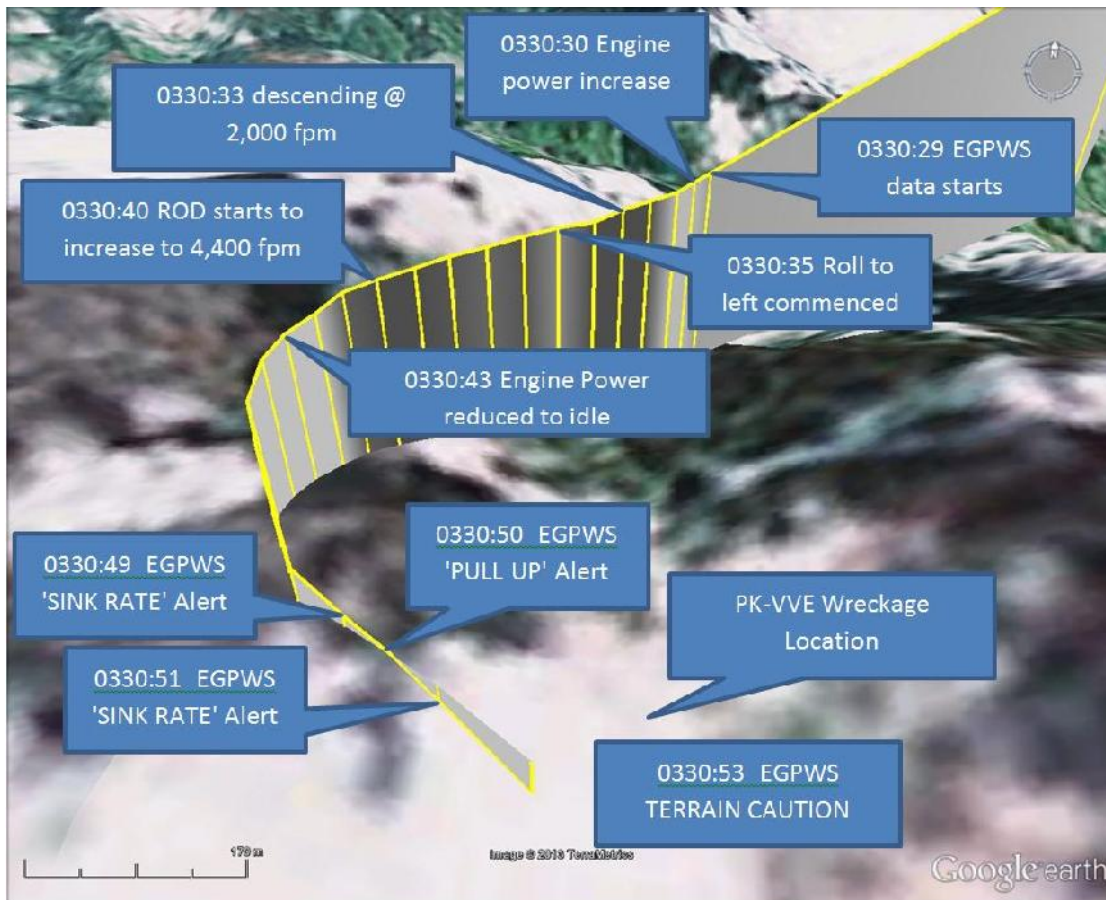 0330:30 Engine
power increase
0330:33 descending @
2,000 fpm
0330:29 EGPWS
data starts
0330:40 ROD starts to
increase to 4,400 fpm
0330:35 Roll to
left commenced
0330:43 Engine Power
reduced to idle
0330:50 EGPWS
'PULL UP' Alert
0330:49 EGPWS
'SINK RATE' Alert
PK-VVE Wreckage
Location
0330:51 EGPWS
'SINK RATE' Alert
0330:53 EGPWS
TERRAIN CAUTION
N
Image © 2013 TerraMetrics
Google earth